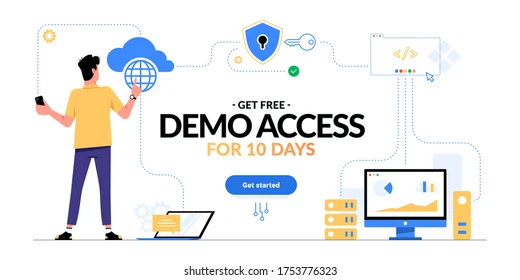 </>
- GET FREE -
DEMO ACCESS
FOR 10 DAYS
Get started
shutterstock.com · 1753776323